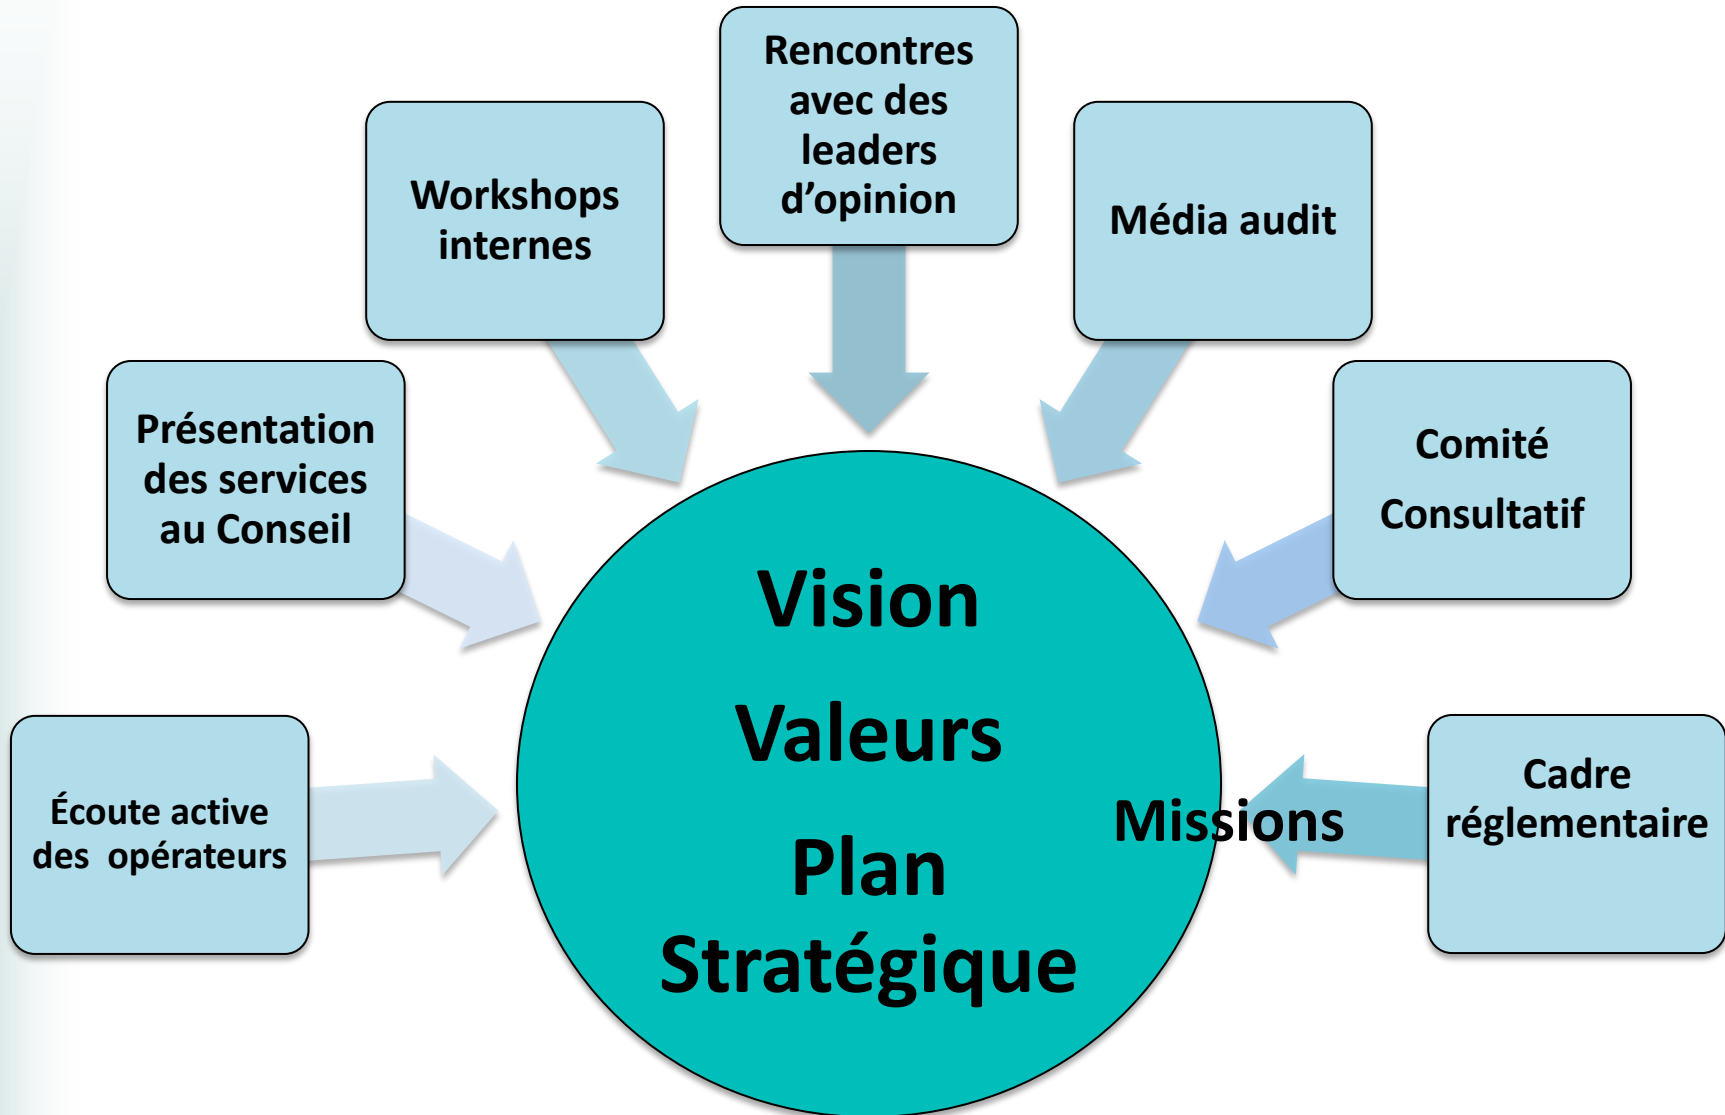 Rencontres
avec des
leaders
d’opinion
Workshops
internes
Média audit
Présentation
des services
au Conseil
Comité
Consultatif
Écoute active
des  opérateurs
Cadre
réglementaire
Vision
Valeurs
Plan
Stratégique
Missions